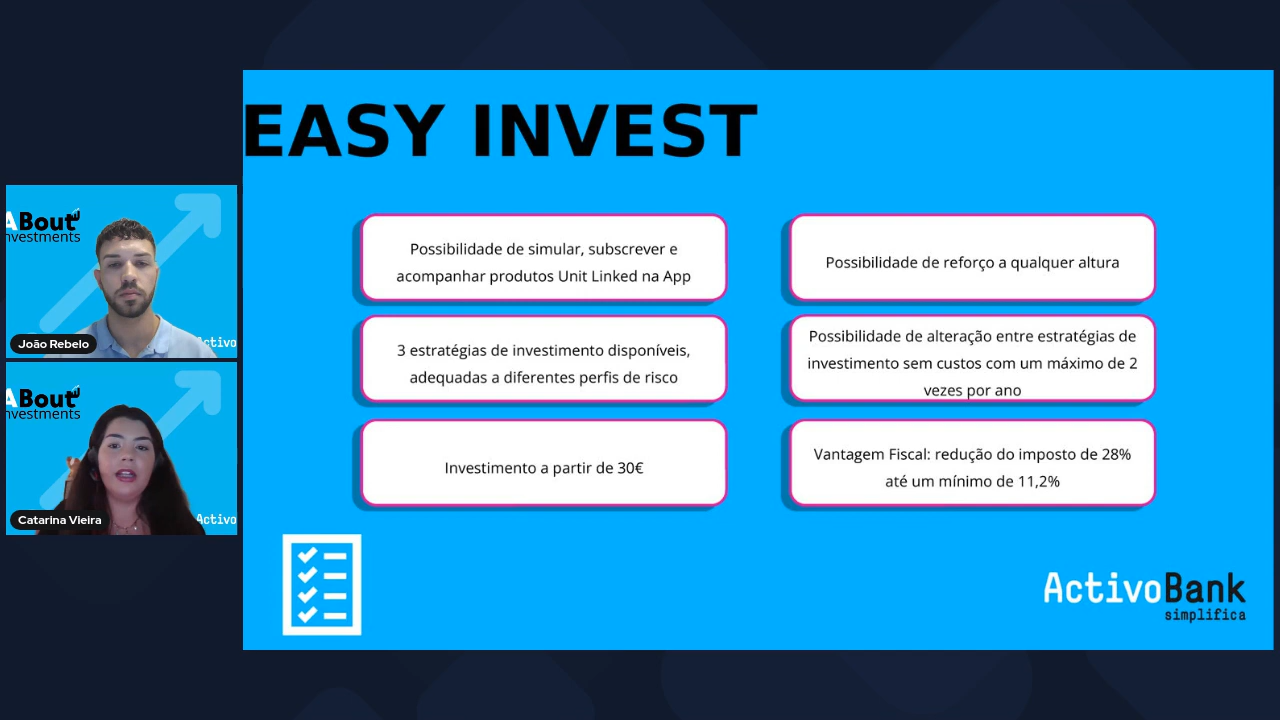 EASY INVEST
Possibilidade de simular, subscrever e
acompanhar produtos Unit Linked na App
Possibilidade de reforço a qualquer altura
3 estratégias de investimento disponíveis,
adequadas a diferentes perfis de risco
Possibilidade de alteração entre estratégias de
investimento sem custos com um máximo de 2
vezes por ano
Investimento a partir de 30€
Vantagem Fiscal: redução do imposto de 28%
até um mínimo de 11,2%
ActivoBank
simplifica
ABout
nvestments
Activo
João Rebelo
ABout
nvestments
Activo
Catarina Vieira